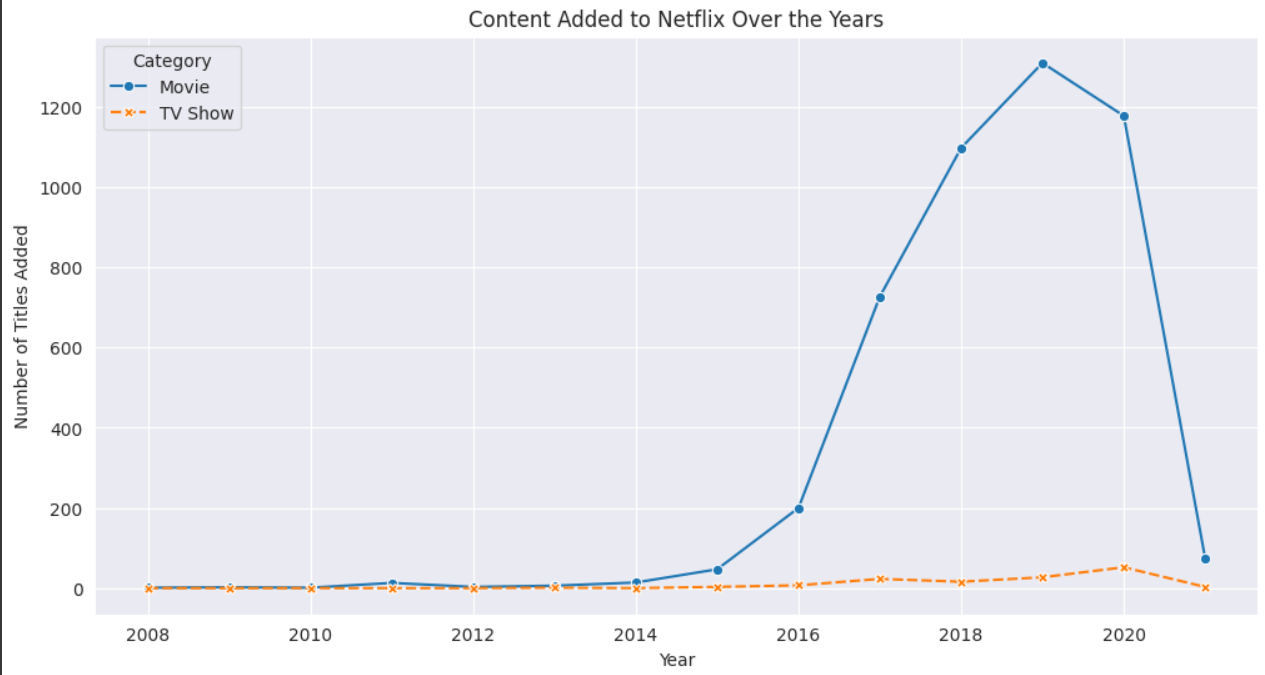 Content Added to Netflix Over the Years
Category
Movie
TV Show
1200
1000
800
600
400
200
0
Number of Titles Added
2008 2010 2012 2014 2016 2018 2020
Year